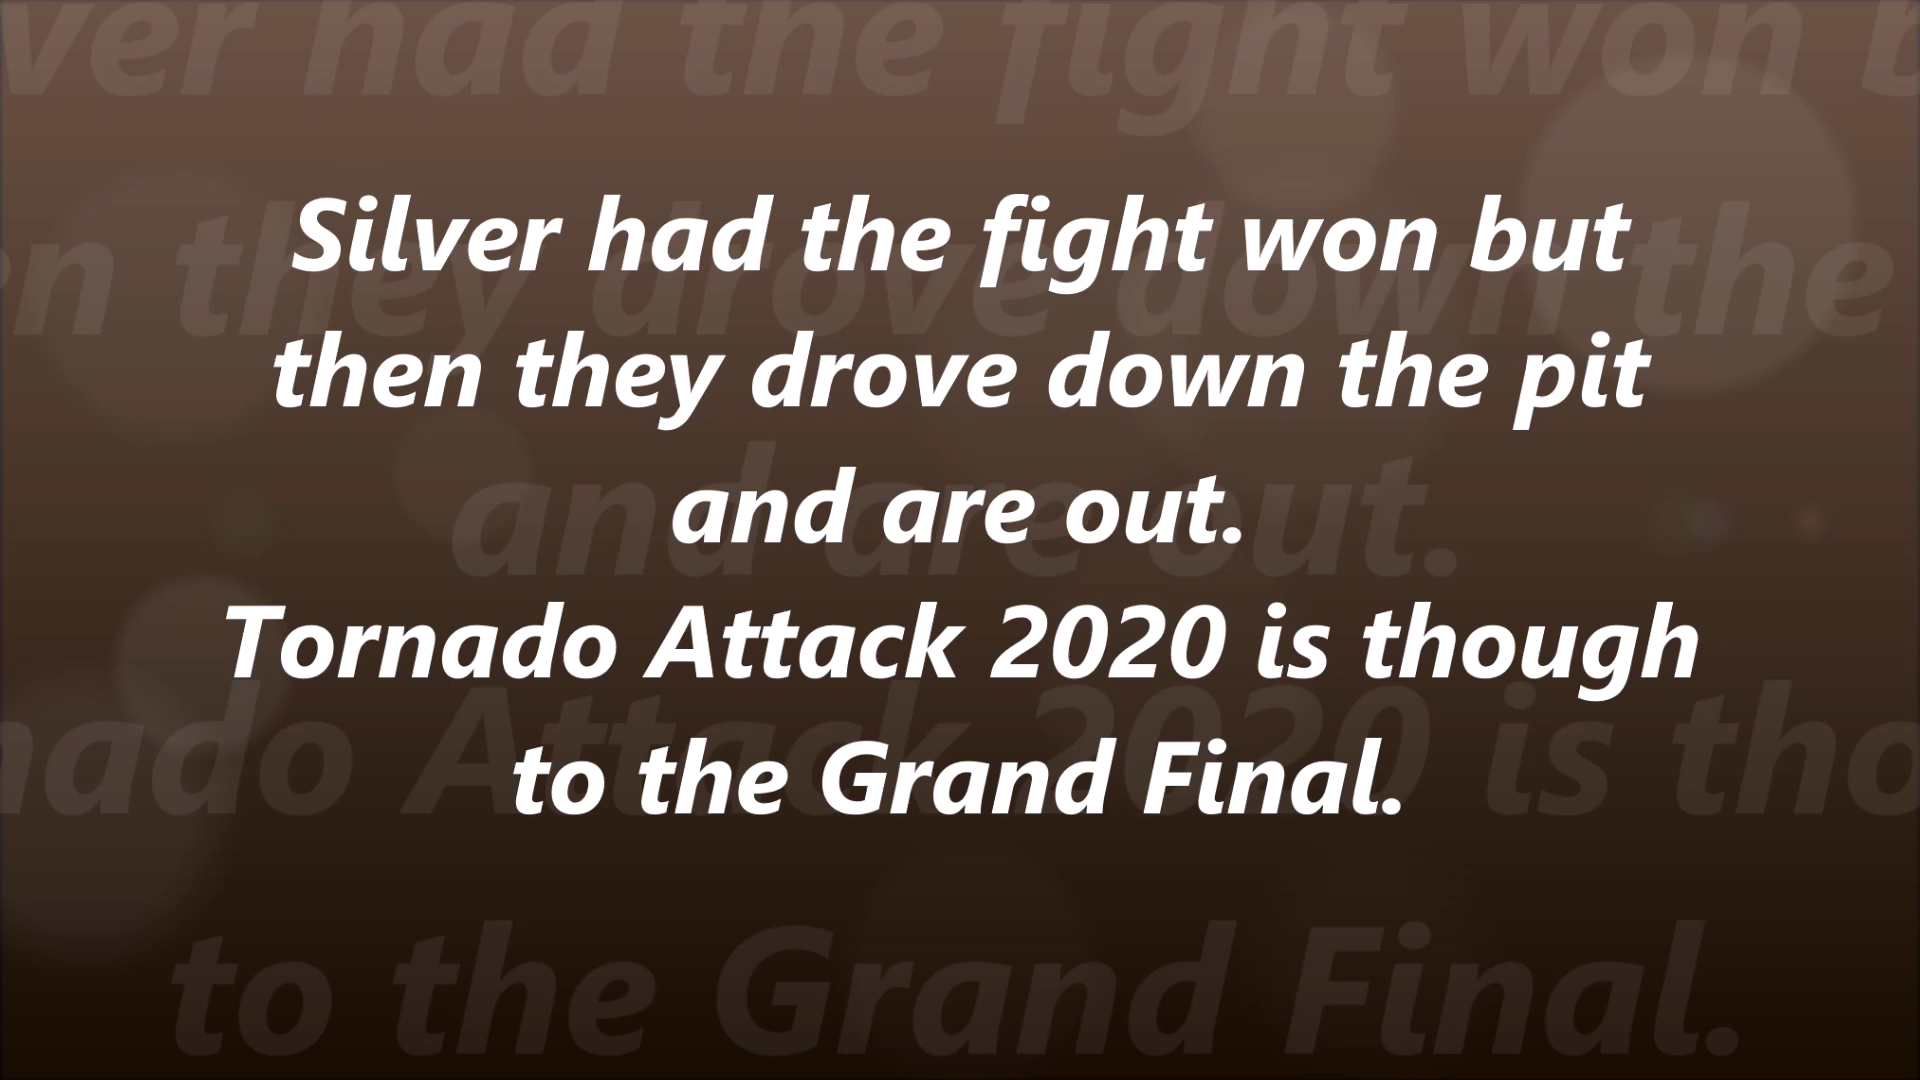 Silver had the fight won but
then they drove down the pit
and are out.
Tornado Attack 2020 is though
to the Grand Final.